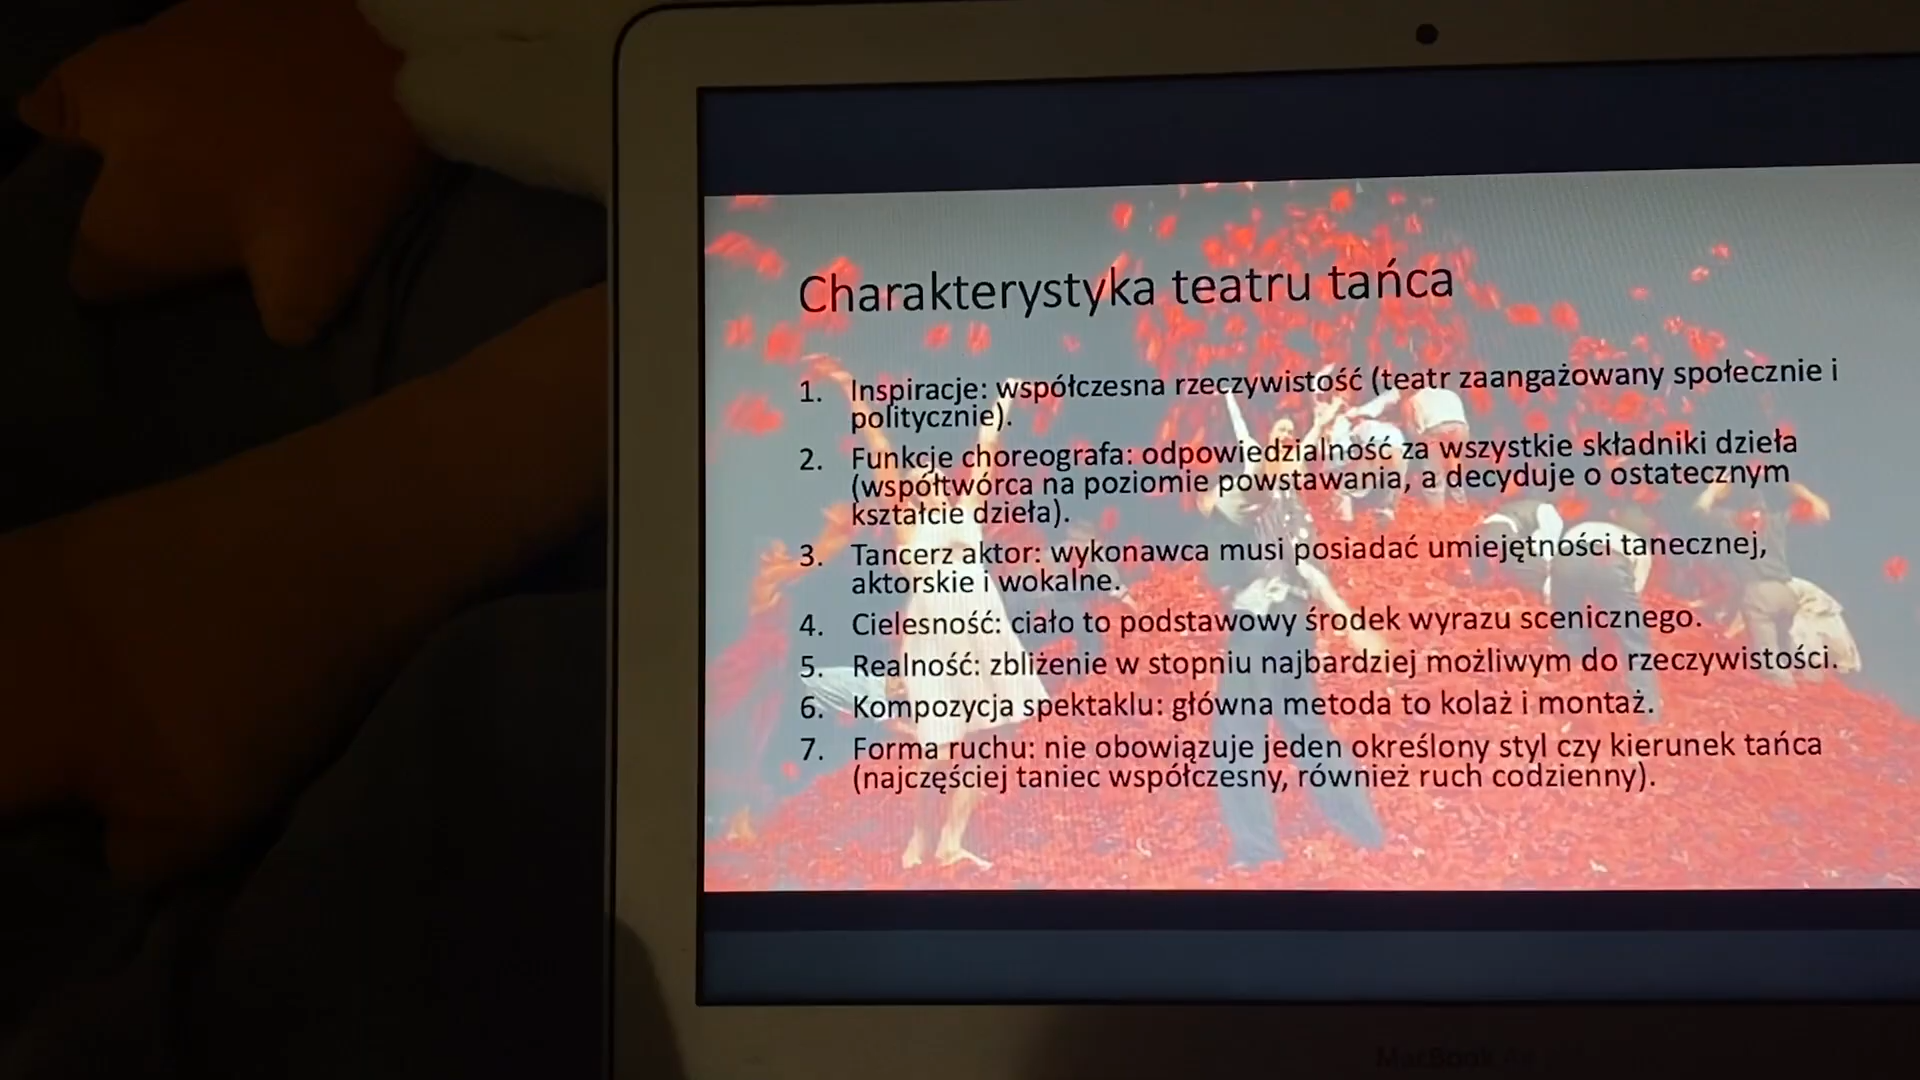 Charakterystyka teatru tańca
1. Inspiracje: współczesna rzeczywistość (teatr zaangażowany społecznie i
politycznie).
2. Funkcje choreografa: odpowiedzialność za wszystkie składniki dzieła
(współtwórca na poziomie powstawania, a decyduje o ostatecznym
kształcie dzieła).
3. Tancerz aktor: wykonawca musi posiadać umiejętności tanecznej,
aktorskie i wokalne.
4. Cielesność: ciało to podstawowy środek wyrazu scenicznego.
5. Realność: zbliżenie w stopniu najbardziej możliwym do rzeczywistości.
6. Kompozycja spektaklu: główna metoda to kolaż i montaż.
7. Forma ruchu: nie obowiązuje jeden określony styl czy kierunek tańca
(najczęściej taniec współczesny, również ruch codzienny).
MacBook